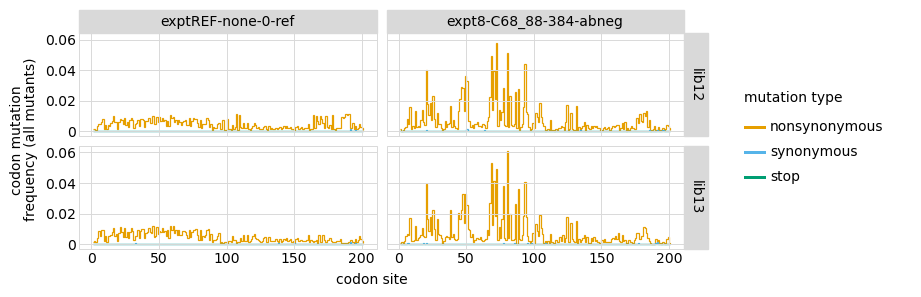 exptREF-none-0-ref
expt8-C68_88-384-abneg
0.06
0.04
0.02
0
lib12
0.06
0.04
0.02
0
lib13
codon mutation
frequency (all mutants)
0 50 100 150 200
0 50 100 150 200
codon site
mutation type
nonsynonymous
synonymous
stop